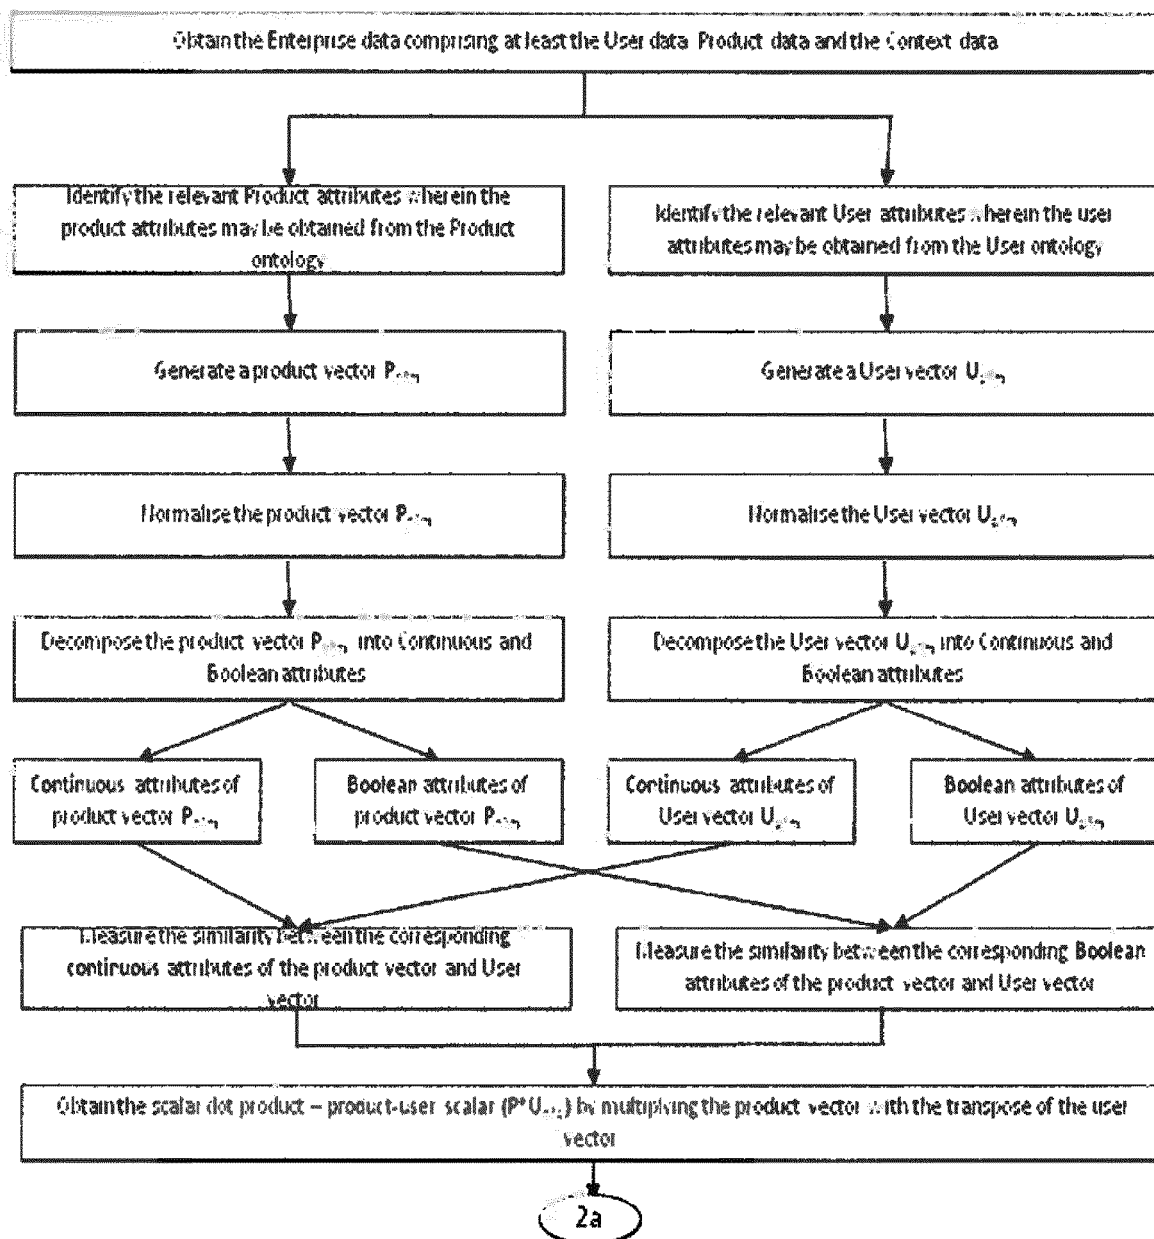 Obtain the Enterprise data comprising at least the User data Product data and the Context data
Identify the relevant Product attributes wherein the
product attributes may be obtained from the Product
ontology
Identify the relevant User attributes wherein the user
attributes may be obtained from the User ontology
Generate a product vector P
Generate a User vector U
Normalise the product vector P
Normalise the User vector U
Decompose the product vector P into Continuous and
Boolean attributes
Decompose the User vector U into Continuous and
Boolean attributes
Continuous attributes of
product vector P
Boolean attributes of
product vector P
Continuous attributes of
User vector U
Boolean attributes of
User vector U
Measure the similarity between the corresponding
continuous attributes of the product vector and User
vector
Measure the similarity between the corresponding Boolean
attributes of the product vector and User vector
Obtain the scalar dot product – product-user scalar (P*U) by multiplying the product vector with the transpose of the user
vector
2a